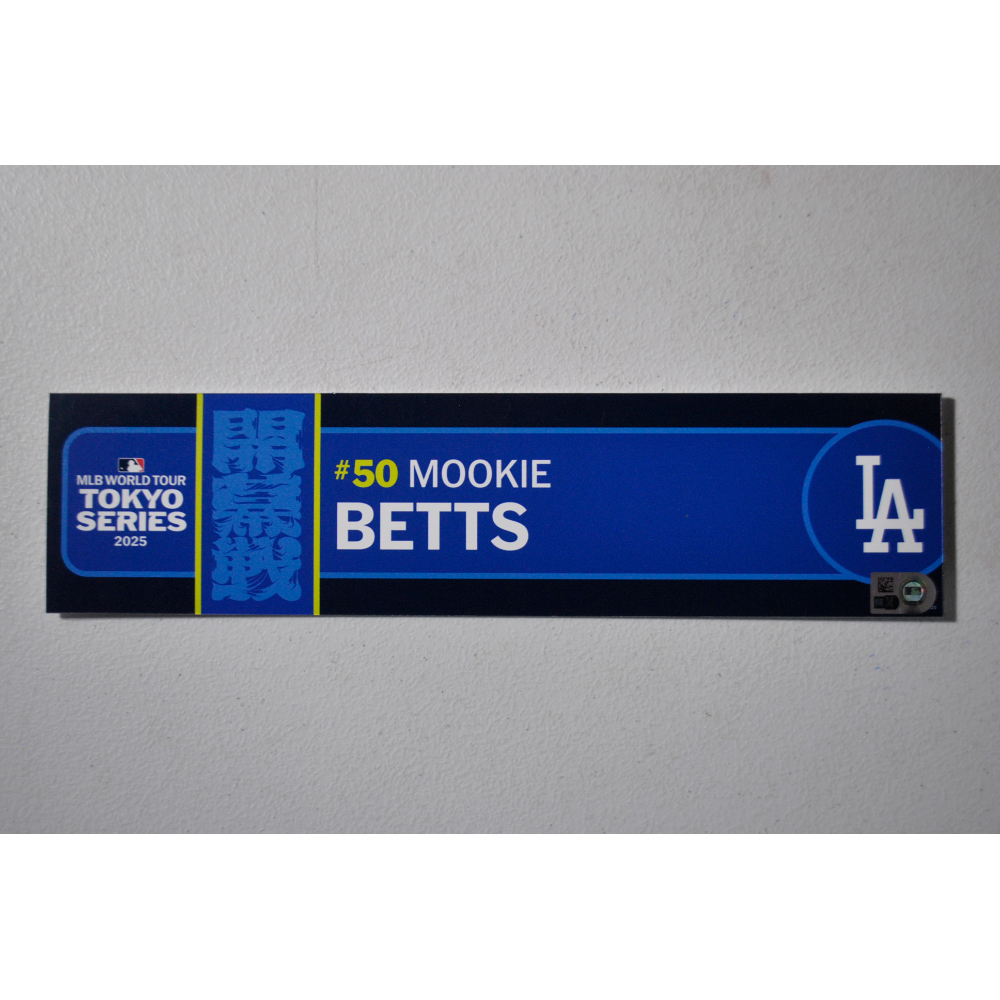 MLB WORLD TOUR
TOKYO
SERIES
2025
開幕戦
#50 MOOKIE
BETTS
LA